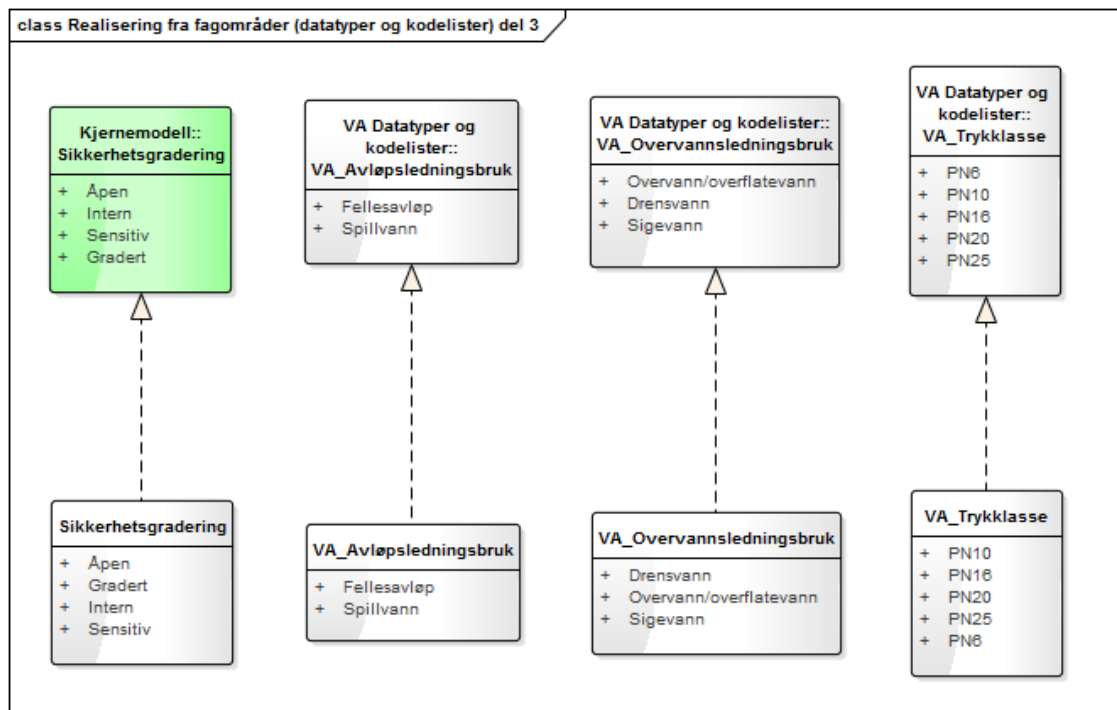 class Realisering fra fagområder (datatyper og kodelister) del 3
Kjernemodell::
Sikkerhetsgradering
+ Åpen
+ Intern
+ Sensitiv
+ Gradert
VA Datatyper og
kodelister::
VA_Avløpsledningsbruk
+ Fellesavløp
+ Spillvann
VA Datatyper og kodelister::
VA_Overvannsledningsbruk
+ Overvann/overflatevann
+ Drensvann
+ Sigevann
VA Datatyper og
kodelister::
VA_Trykklasse
+ PN6
+ PN10
+ PN16
+ PN20
+ PN25
Sikkerhetsgradering
+ Åpen
+ Gradert
+ Intern
+ Sensitiv
VA_Avløpsledningsbruk
+ Fellesavløp
+ Spillvann
VA_Overvannsledningsbruk
+ Drensvann
+ Overvann/overflatevann
+ Sigevann
VA_Trykklasse
+ PN10
+ PN16
+ PN20
+ PN25
+ PN6